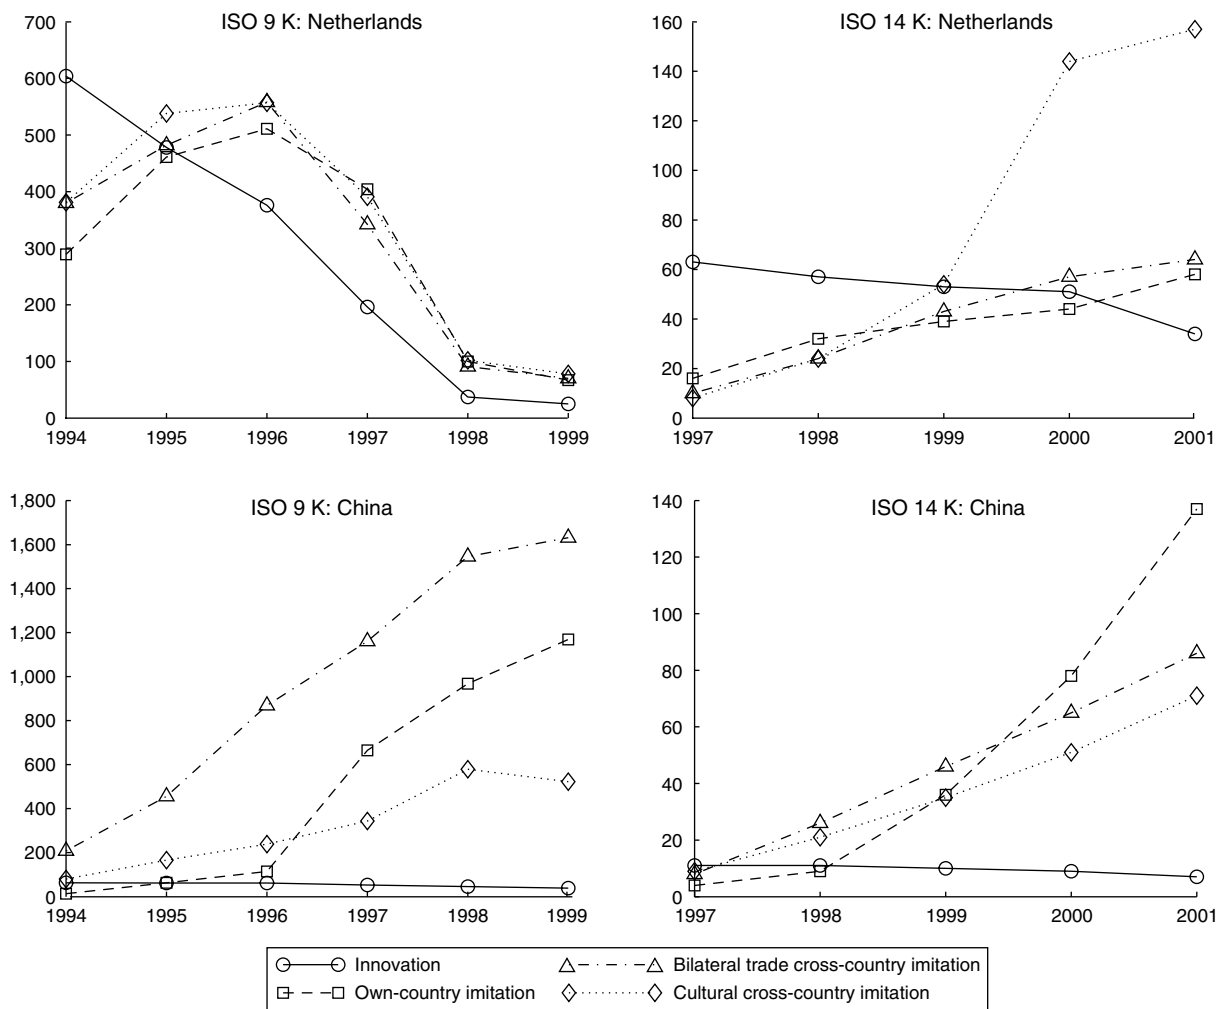 ISO 9 K: Netherlands
700
600
500
400
300
200
100
0
1994 1995 1996 1997 1998 1999
ISO 14 K: Netherlands
160
140
120
100
80
60
40
20
0
1997 1998 1999 2000 2001
ISO 9 K: China
1,800
1,600
1,400
1,200
1,000
800
600
400
200
0
1994 1995 1996 1997 1998 1999
ISO 14 K: China
140
120
100
80
60
40
20
0
1997 1998 1999 2000 2001
Innovation
Own-country imitation
Bilateral trade cross-country imitation
Cultural cross-country imitation